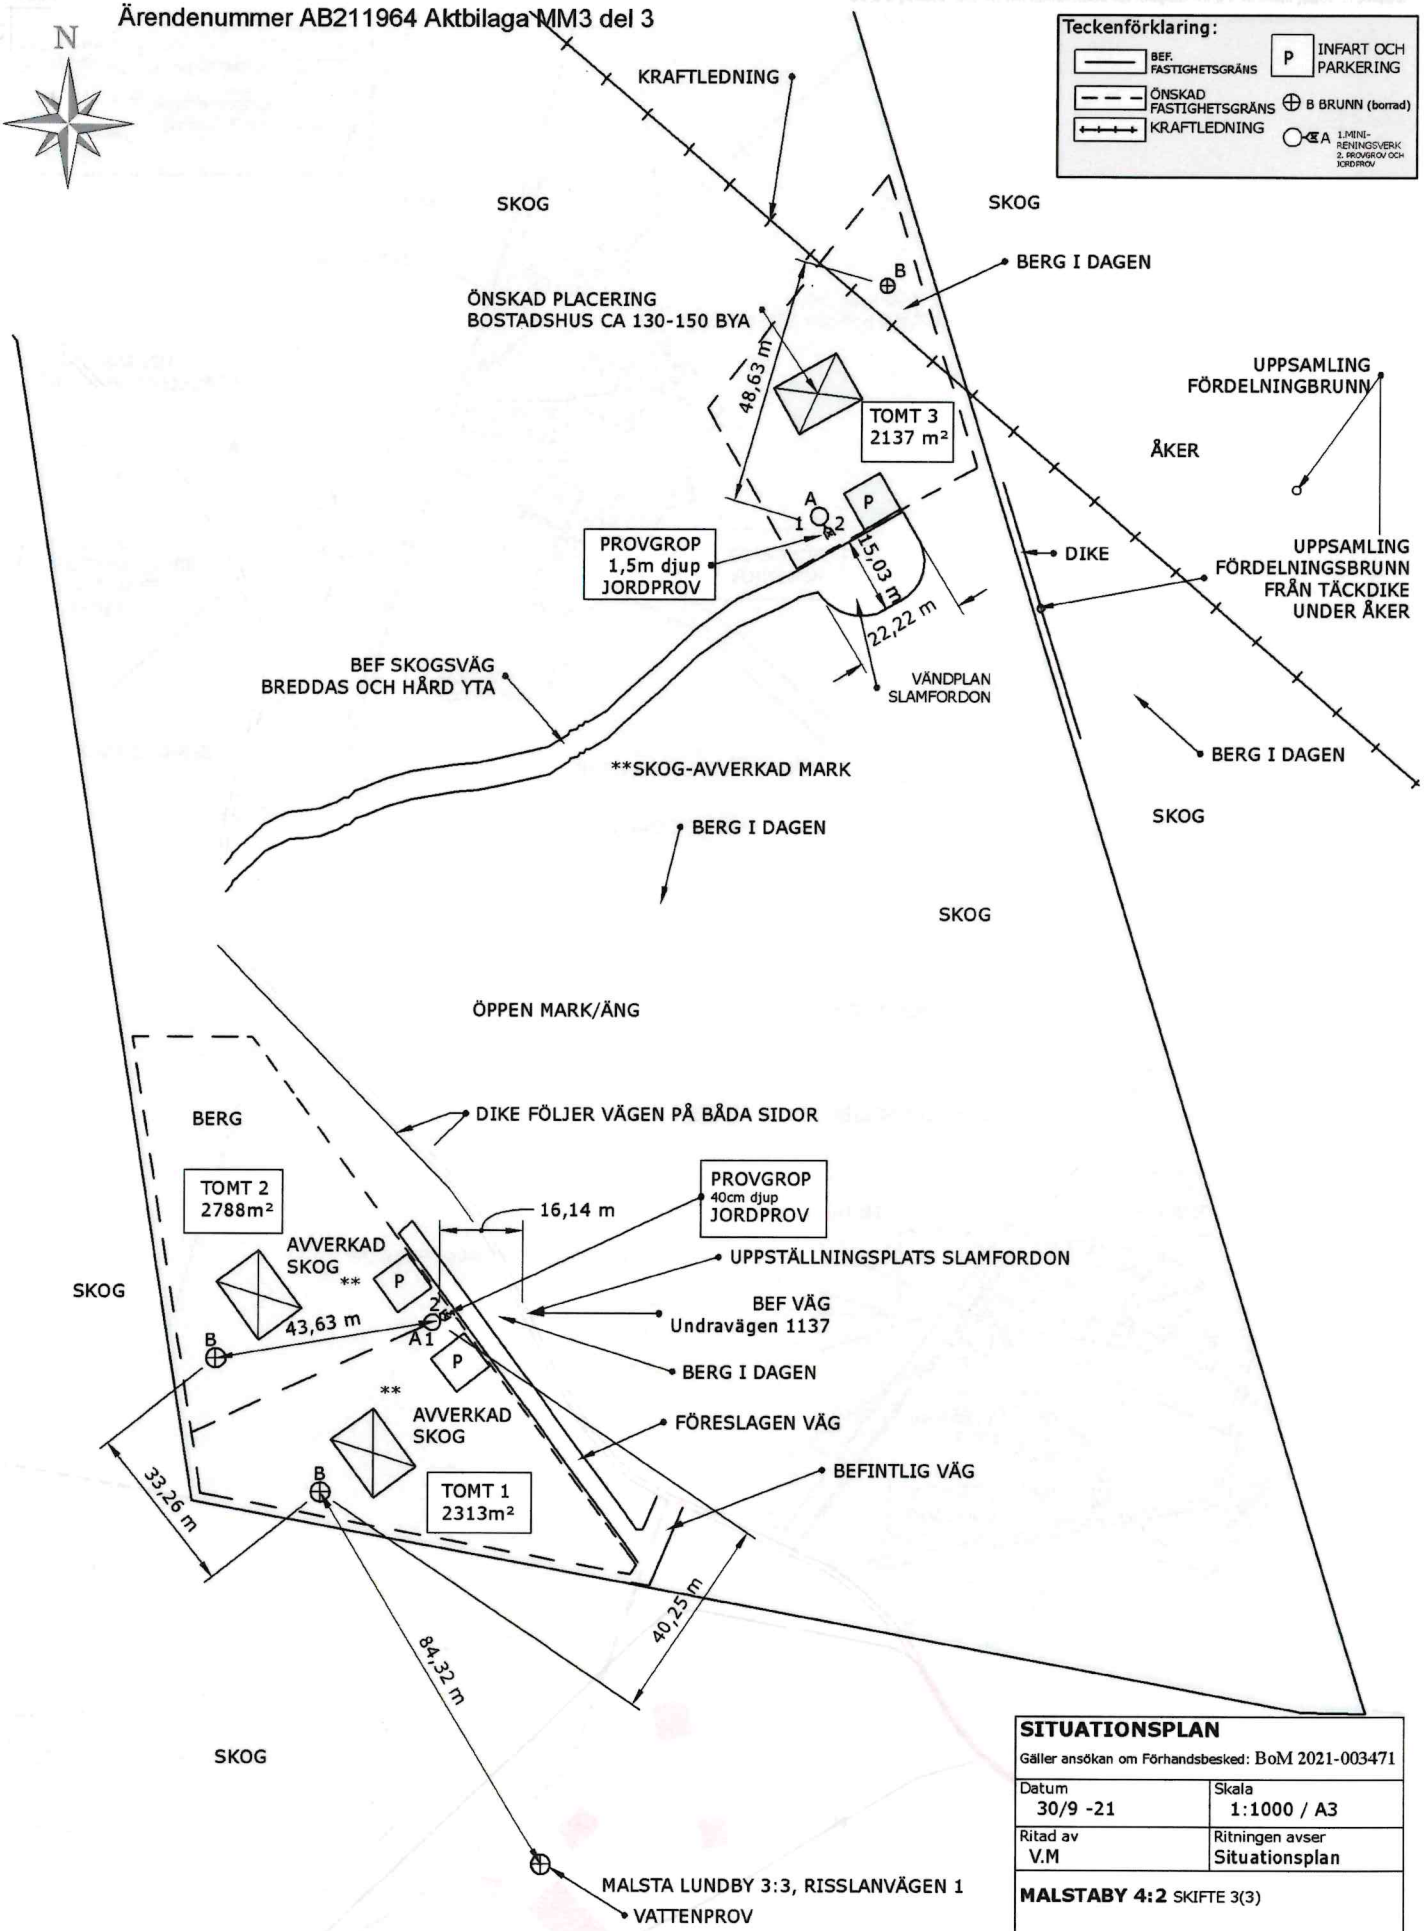 Ärendenummer AB211964 Aktbilaga MM3 del 3
N
Teckenförklaring:
BEF.
FASTIGHETSGRÄNS
P
INFART OCH
PARKERING
ÖNSKAD
FASTIGHETSGRÄNS
B BRUNN (borrad)
KRAFTLEDNING
A
1.MINI-
RENINGSVERK
2. PROVGROV OCH
JORDPROV
KRAFTLEDNING
SKOG
SKOG
B
BERG I DAGEN
ÖNSKAD PLACERING
BOSTADSHUS CA 130-150 BYA
48,63 m
UPPSAMLING
FÖRDELNINGBRUNN
TOMT 3
2137 m²
ÅKER
A
1
2
P
PROVGROP
1,5m djup
JORDPROV
15,03 m
22,22 m
DIKE
UPPSAMLING
FÖRDELNINGSBRUNN
FRÅN TÄCKDIKE
UNDER ÅKER
BEF SKOGSVÄG
BREDDAS OCH HÅRD YTA
VÄNDPLAN
SLAMFORDON
BERG I DAGEN
**SKOG-AVVERKAD MARK
SKOG
BERG I DAGEN
SKOG
ÖPPEN MARK/ÄNG
BERG
DIKE FÖLJER VÄGEN PÅ BÅDA SIDOR
TOMT 2
2788m²
PROVGROP
40cm djup
JORDPROV
16,14 m
AVVERKAD
SKOG
**
P
UPPSTÄLLNINGSPLATS SLAMFORDON
SKOG
2
BEF VÄG
Undravägen 1137
43,63 m
B
A1
P
BERG I DAGEN
**
AVVERKAD
SKOG
FÖRESLAGEN VÄG
BEFINTLIG VÄG
B
33,26 m
TOMT 1
2313m²
40,25 m
84,32 m
SKOG
SITUATIONSPLAN
Gäller ansökan om Förhandsbesked: BoM 2021-003471
Datum
30/9 -21
Skala
1:1000 / A3
Ritad av
V.M
Ritningen avser
Situationsplan
MALSTABY 4:2 SKIFTE 3(3)
MALSTA LUNDBY 3:3, RISSLANVÄGEN 1
VATTENPROV